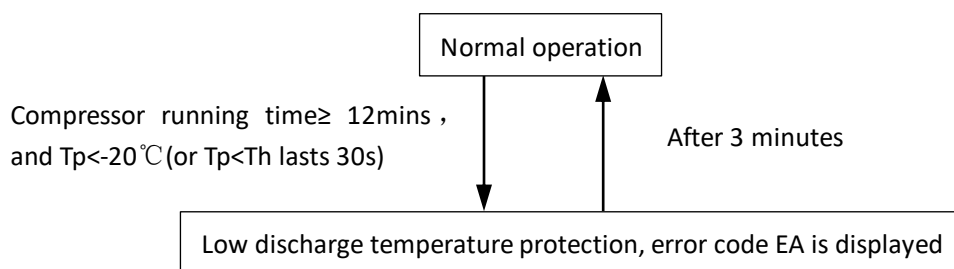 Normal operation
Compressor running time≥ 12mins，
and Tp<-20℃(or Tp<Th lasts 30s)
After 3 minutes
Low discharge temperature protection, error code EA is displayed